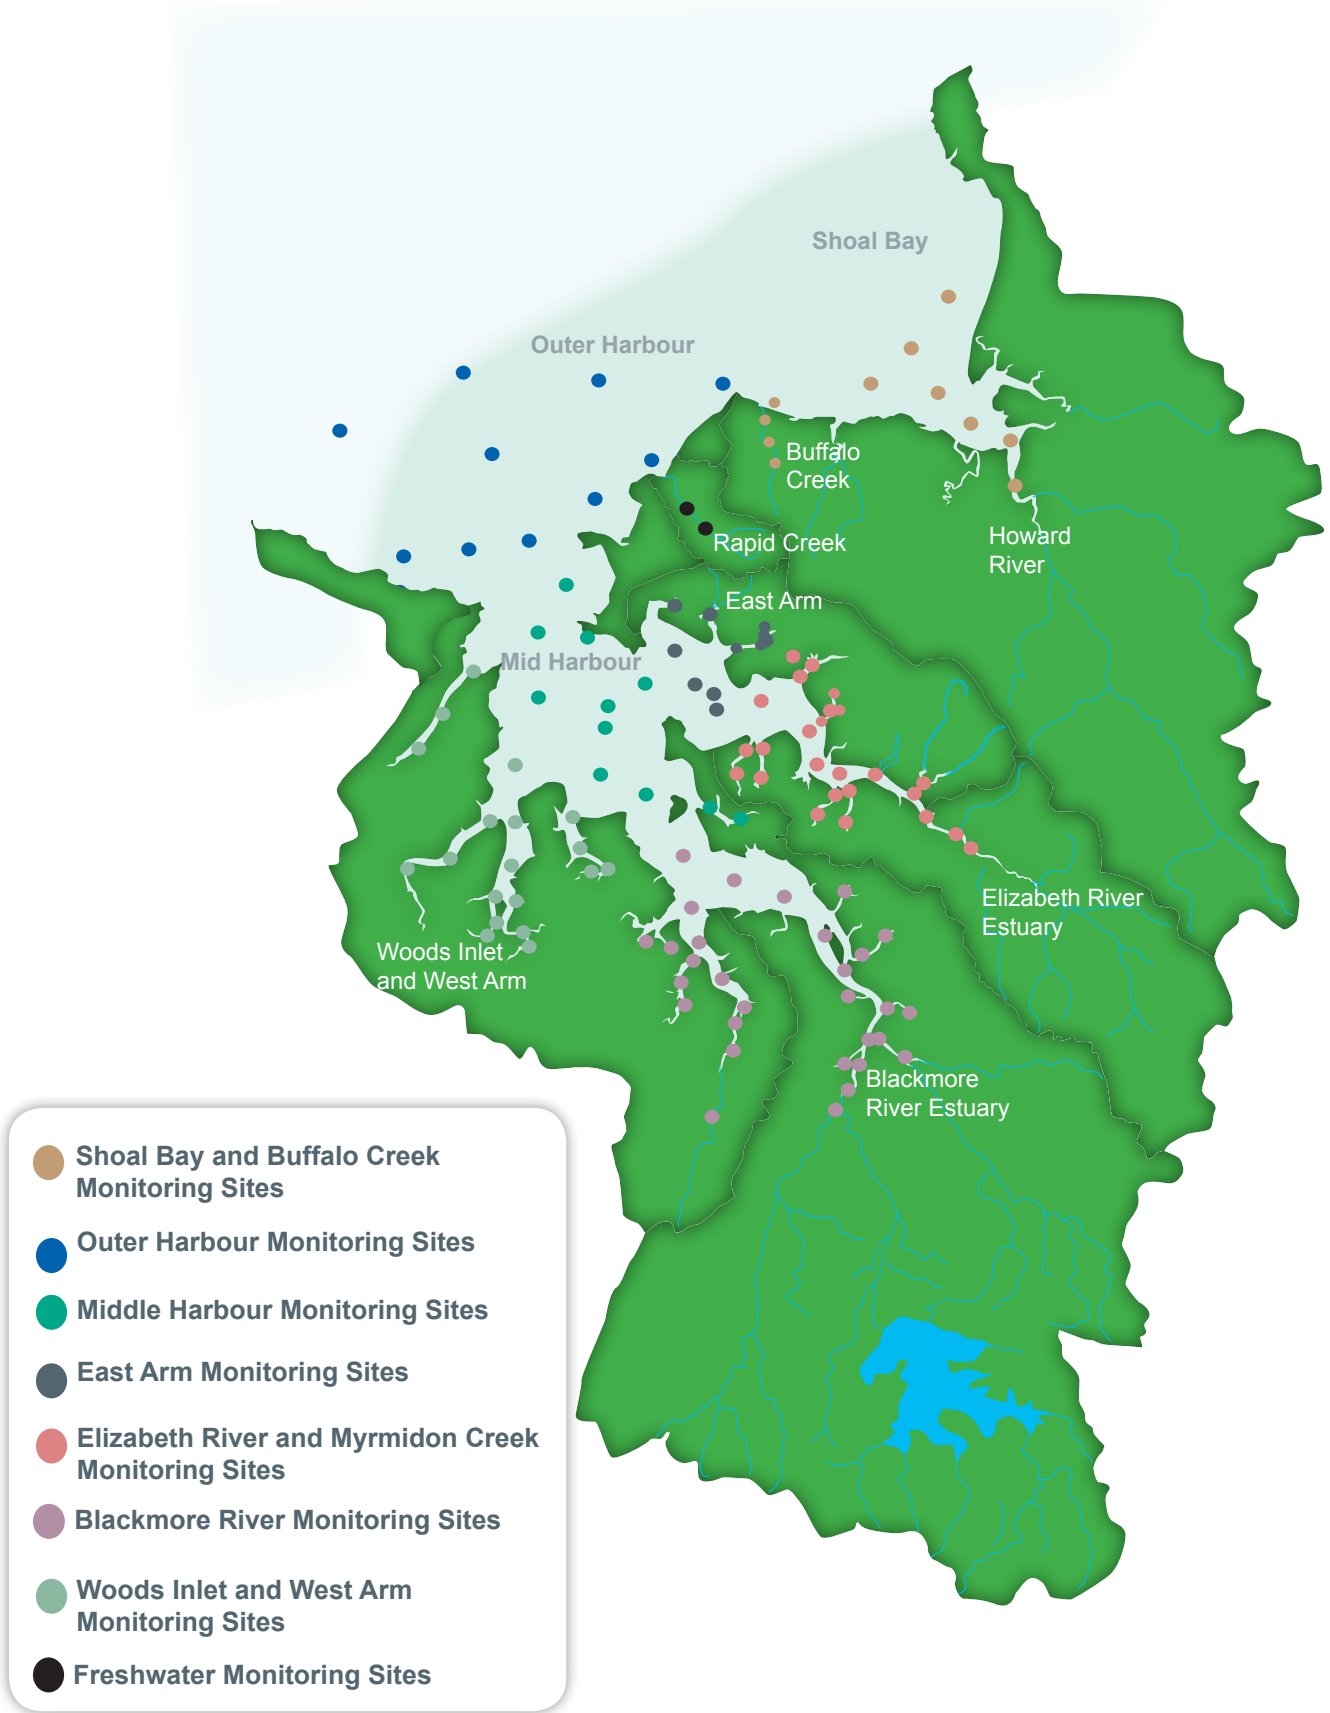 Shoal Bay
Outer Harbour
Buffalo
Creek
Howard
River
Rapid Creek
East Arm
Mid Harbour
Elizabeth River
Estuary
Woods Inlet
and West Arm
Blackmore
River Estuary
Shoal Bay and Buffalo Creek
Monitoring Sites
Outer Harbour Monitoring Sites
Middle Harbour Monitoring Sites
East Arm Monitoring Sites
Elizabeth River and Myrmidon Creek
Monitoring Sites
Blackmore River Monitoring Sites
Woods Inlet and West Arm
Monitoring Sites
Freshwater Monitoring Sites